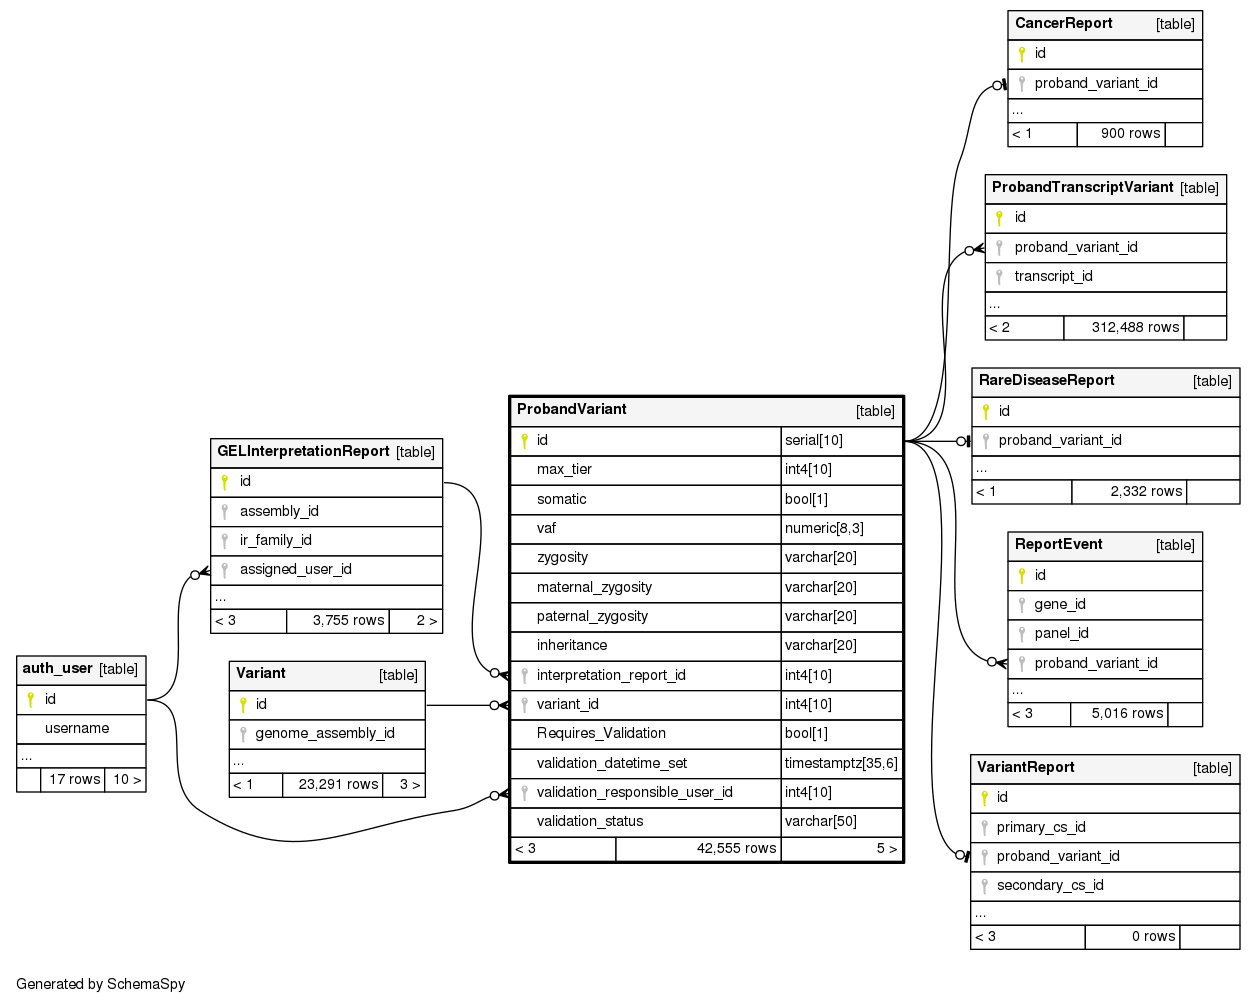 CancerReport [table]
id
proband_variant_id
...
< 1 900 rows
ProbandTranscriptVariant [table]
id
proband_variant_id
transcript_id
...
< 2 312,488 rows
RareDiseaseReport [table]
id
proband_variant_id
...
< 1 2,332 rows
ProbandVariant [table]
id serial[10]
max_tier int4[10]
somatic bool[1]
vaf numeric[8,3]
zygosity varchar[20]
maternal_zygosity varchar[20]
paternal_zygosity varchar[20]
inheritance varchar[20]
interpretation_report_id int4[10]
variant_id int4[10]
Requires_Validation bool[1]
validation_datetime_set timestamptz[35,6]
validation_responsible_user_id int4[10]
validation_status varchar[50]
< 3 42,555 rows 5 >
GELInterpretationReport [table]
id
assembly_id
ir_family_id
assigned_user_id
...
< 3 3,755 rows 2 >
ReportEvent [table]
id
gene_id
panel_id
proband_variant_id
...
< 3 5,016 rows
auth_user [table]
id
username
...
17 rows 10 >
Variant [table]
id
genome_assembly_id
...
< 1 23,291 rows 3 >
VariantReport [table]
id
primary_cs_id
proband_variant_id
secondary_cs_id
...
< 3 0 rows
Generated by SchemaSpy